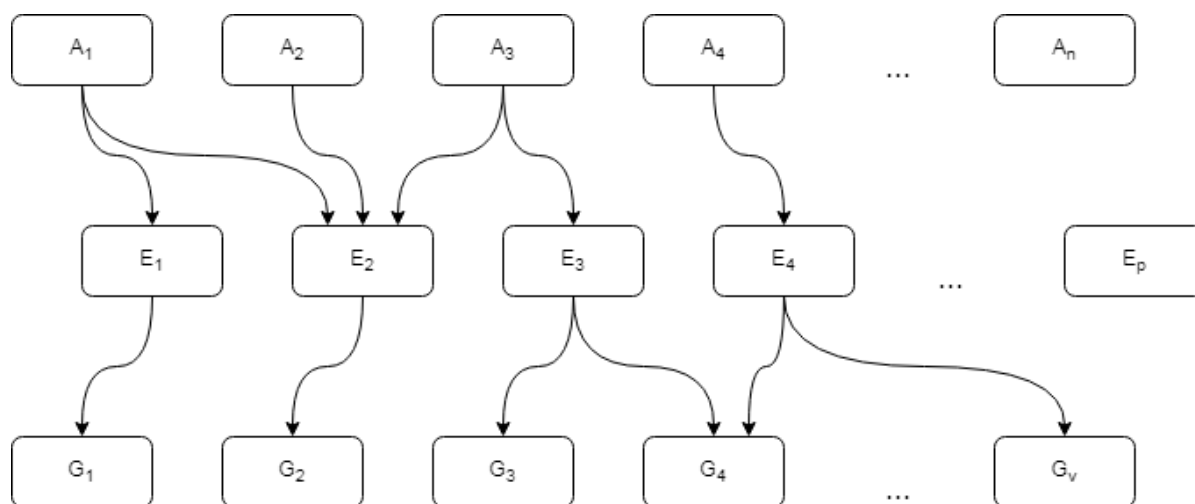 A₁ A₂ A₃ A₄ ... Aₙ
E₁ E₂ E₃ E₄ ... Eₚ
G₁ G₂ G₃ G₄ ... Gᵥ